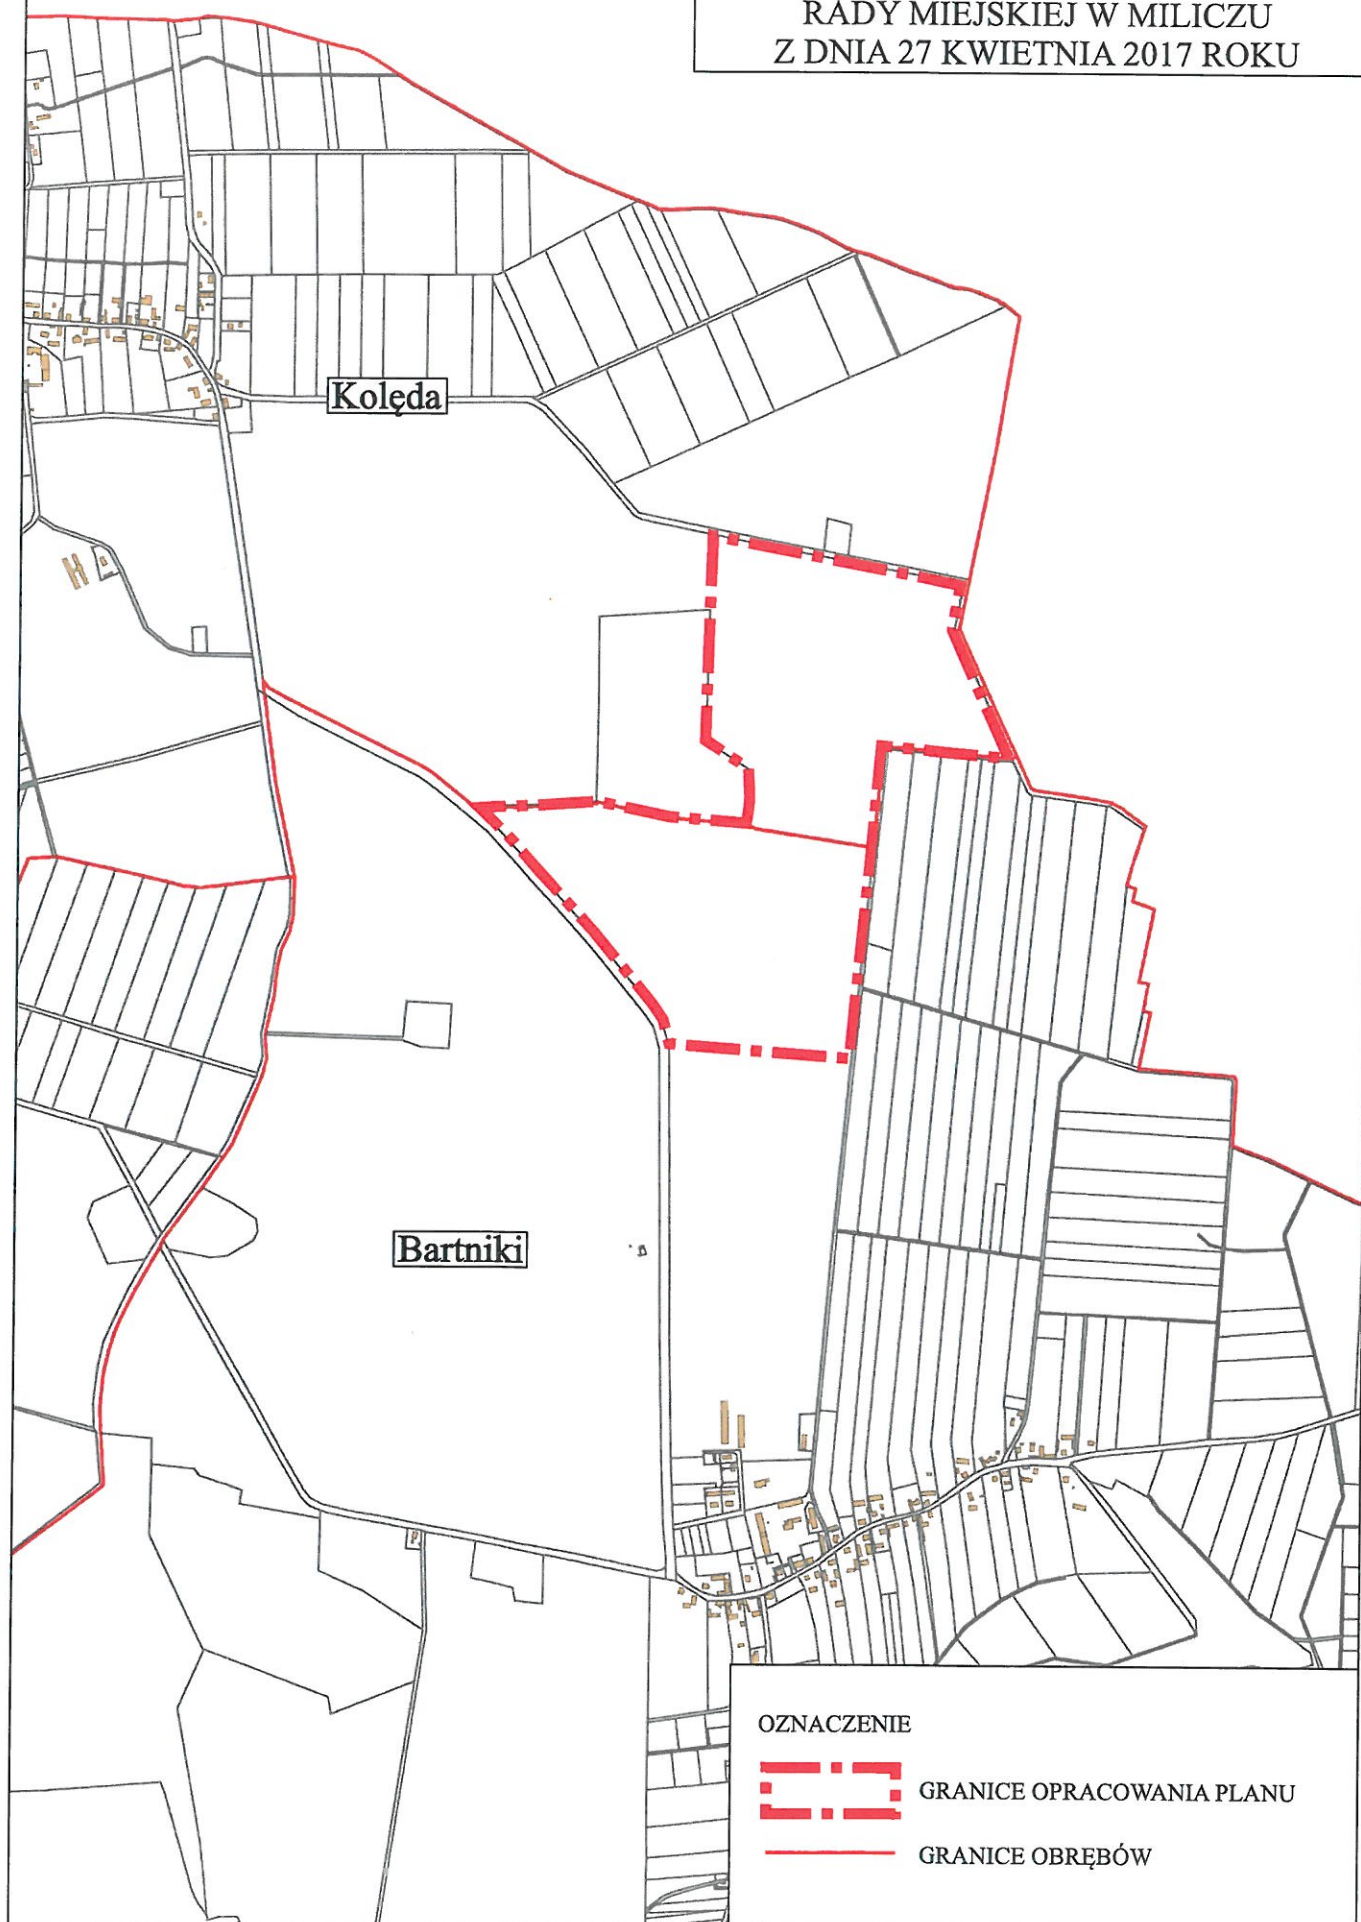 RADY MIEJSKIEJ W MILICZU
Z DNIA 27 KWIETNIA 2017 ROKU
Kolęda
Bartniki
OZNACZENIE
GRANICE OPRACOWANIA PLANU
GRANICE OBRĘBÓW